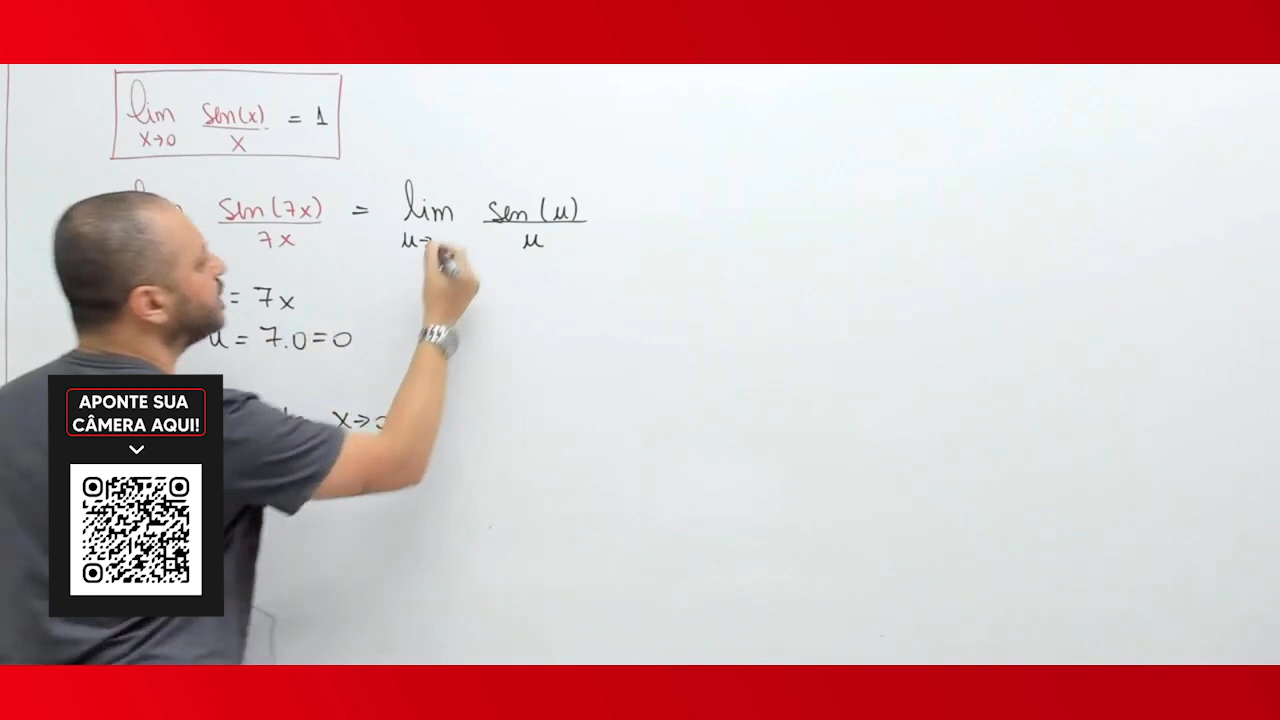 lim sen(x)/x = 1
x→0
sen(7x)/7x = lim sen(u)/u
u→
= 7x
u = 7.0=0
x→0
APONTE SUA
CÂMERA AQUI!